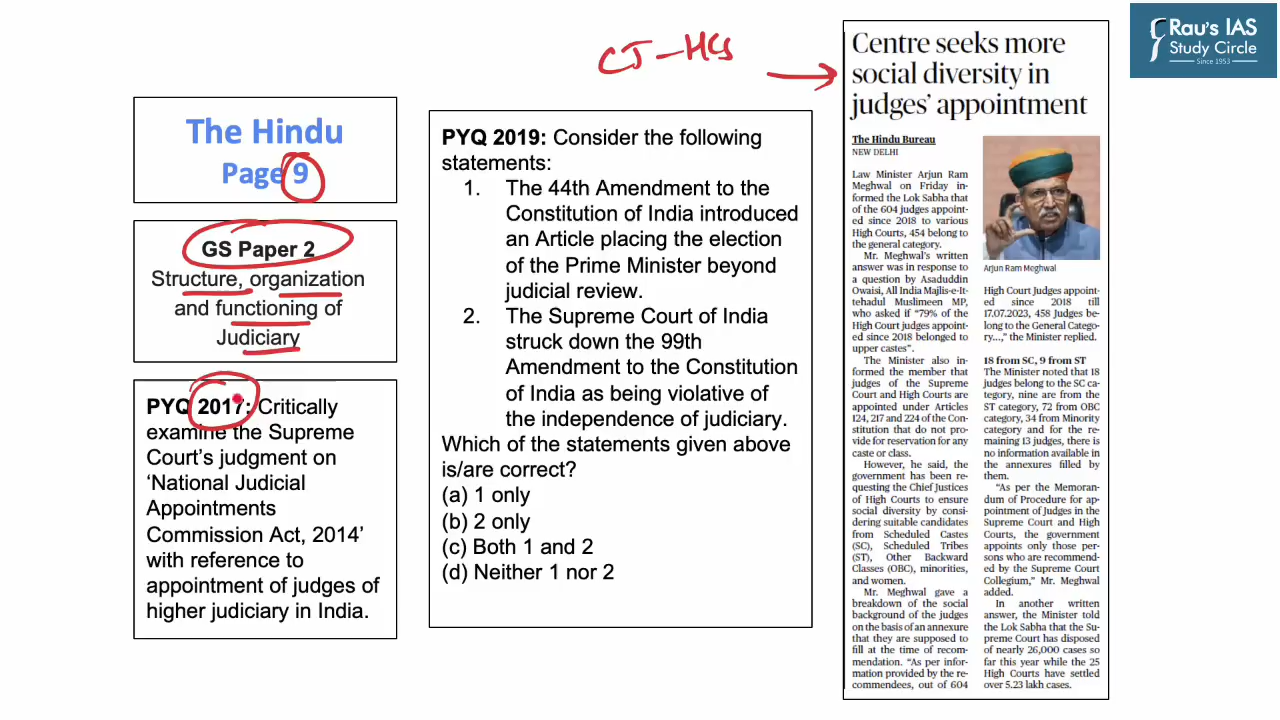 CJ – HCs
Rau's IAS
Study Circle
Since 1953
The Hindu
Page 9
GS Paper 2
Structure, organization
and functioning of
Judiciary
PYQ 2017: Critically
examine the Supreme
Court's judgment on
'National Judicial
Appointments
Commission Act, 2014'
with reference to
appointment of judges of
higher judiciary in India.
PYQ 2019: Consider the following
statements:
1. The 44th Amendment to the
Constitution of India introduced
an Article placing the election
of the Prime Minister beyond
judicial review.
2. The Supreme Court of India
struck down the 99th
Amendment to the Constitution
of India as being violative of
the independence of judiciary.
Which of the statements given above
is/are correct?
(a) 1 only
(b) 2 only
(c) Both 1 and 2
(d) Neither 1 nor 2
Centre seeks more
social diversity in
judges' appointment
The Hindu Bureau
NEW DELHI
Law Minister Arjun Ram
Meghwal on Friday in-
formed the Lok Sabha that
of the 604 judges appoint-
ed since 2018 to various
High Courts, 454 belong to
the general category.
Mr. Meghwal's written
answer was in response to
a question by Asaduddin
Owaisi, All India Majlis-e-It-
tehadul Muslimeen MP,
who asked if "79% of the
High Court judges appoint-
ed since 2018 belonged to
upper castes".
The Minister also in-
formed the member that
judges of the Supreme
Court and High Courts are
appointed under Articles
124, 217 and 224 of the Con-
stitution that do not pro-
vide for reservation for any
caste or class.
However, he said, the
government has been re-
questing the Chief Justices
of High Courts to ensure
social diversity by consi-
dering suitable candidates
from Scheduled Castes
(SC), Scheduled Tribes
(ST), Other Backward
Classes (OBC), minorities,
and women.
Mr. Meghwal gave a
breakdown of the social
background of the judges
on the basis of an annexure
that they are supposed to
fill at the time of recom-
mendation. "As per infor-
mation provided by the re-
commendees, out of 604
Arjun Ram Meghwal
High Court Judges appoint-
ed since 2018 till
17.07.2023, 458 Judges be-
long to the General Catego-
ry...," the Minister replied.
18 from SC, 9 from ST
The Minister noted that 18
judges belong to the SC ca-
tegory, nine are from the
ST category, 72 from OBC
category, 34 from Minority
category and for the re-
maining 13 judges, there is
no information available in
the annexures filled by
them.
"As per the Memoran-
dum of Procedure for ap-
pointment of Judges in the
Supreme Court and High
Courts, the government
appoints only those per-
sons who are recommend-
ed by the Supreme Court
Collegium," Mr. Meghwal
added.
In another written
answer, the Minister told
the Lok Sabha that the Su-
preme Court has disposed
of nearly 26,000 cases so
far this year while the 25
High Courts have settled
over 5.23 lakh cases.